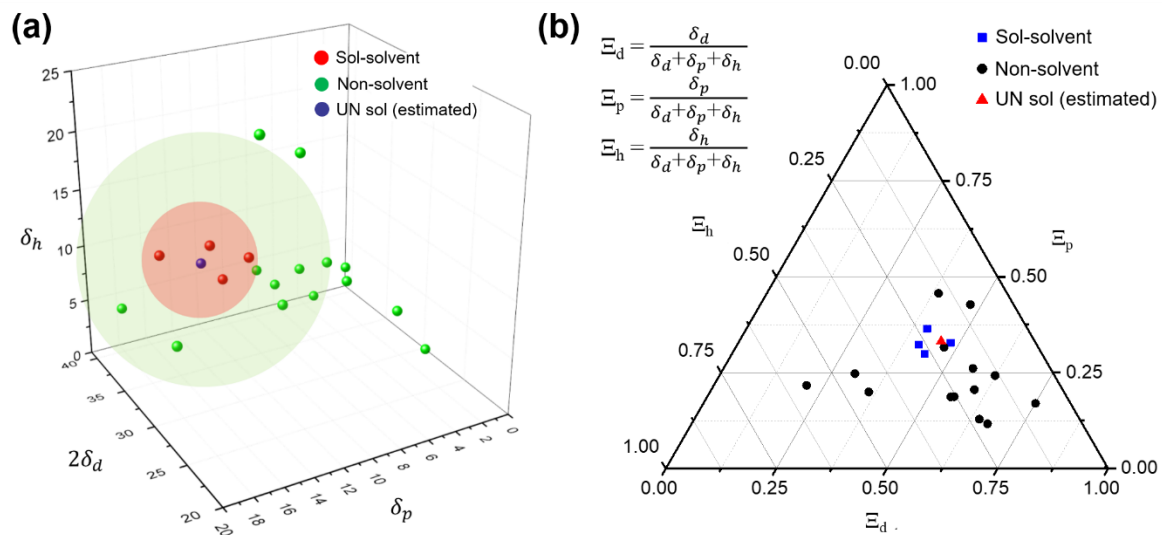 (a)
Sol-solvent
Non-solvent
UN sol (estimated)
25
20
15
10
5
0
δh
40
35
30
25
20
2δd
20
18
16
14
12
10
8
6
4
2
0
δp
(b)
Ξd = δd / δd+δp+δh
Ξp = δp / δd+δp+δh
Ξh = δh / δd+δp+δh
Sol-solvent
Non-solvent
UN sol (estimated)
0.00
0.25
0.50
0.75
1.00
Ξh
1.00
0.75
0.50
0.25
0.00
Ξp
0.00
0.25
0.50
0.75
1.00
Ξd